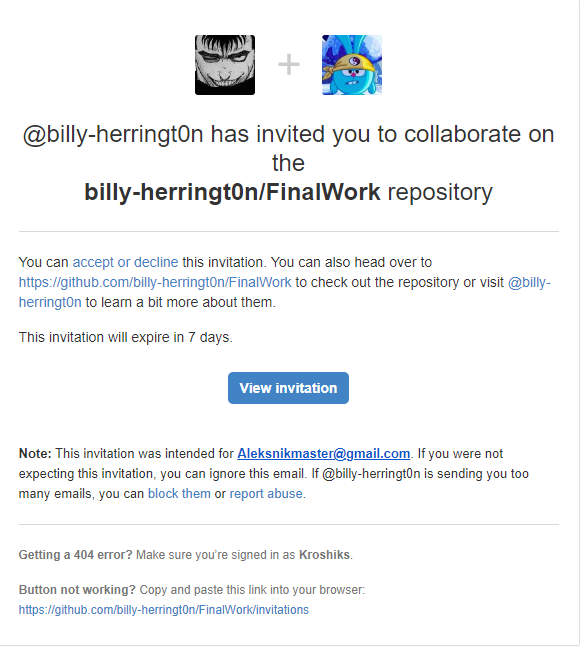 @billy-herringt0n has invited you to collaborate on
the
billy-herringt0n/FinalWork repository
You can accept or decline this invitation. You can also head over to
https://github.com/billy-herringt0n/FinalWork to check out the repository or visit @billy-
herringt0n to learn a bit more about them.
This invitation will expire in 7 days.
View invitation
Note: This invitation was intended for Aleksnikmaster@gmail.com. If you were not
expecting this invitation, you can ignore this email. If @billy-herringt0n is sending you too
many emails, you can block them or report abuse.
Getting a 404 error? Make sure you’re signed in as Kroshiks.
Button not working? Copy and paste this link into your browser:
https://github.com/billy-herringt0n/FinalWork/invitations